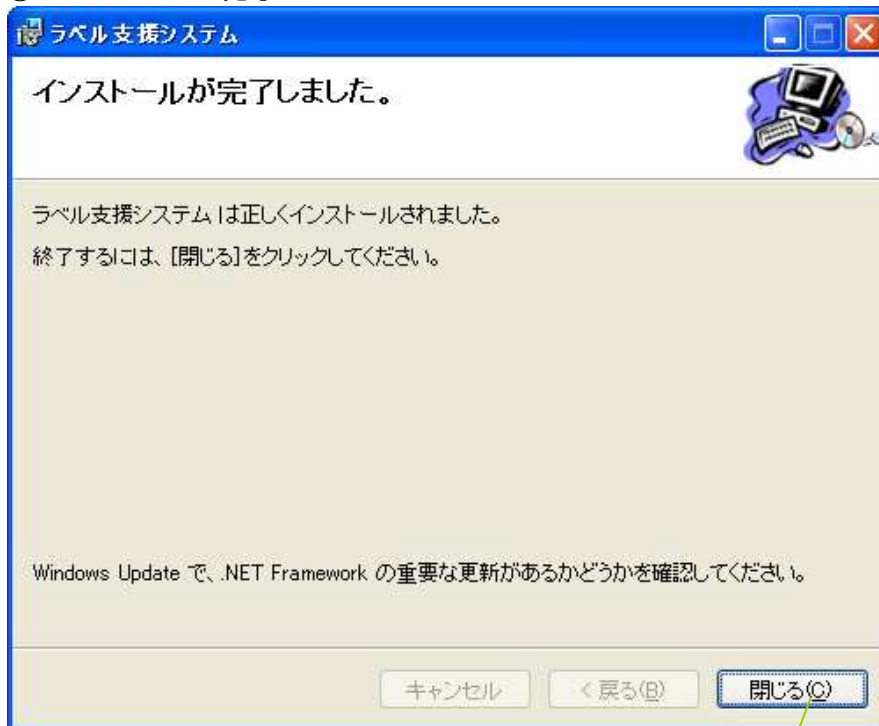 ラベル支援システム
インストールが完了しました。
ラベル支援システム は正しくインストールされました。
終了するには、[閉じる]をクリックしてください。
Windows Update で、.NET Framework の重要な更新があるかどうかを確認してください。
キャンセル
< 戻る(B)
閉じる(C)